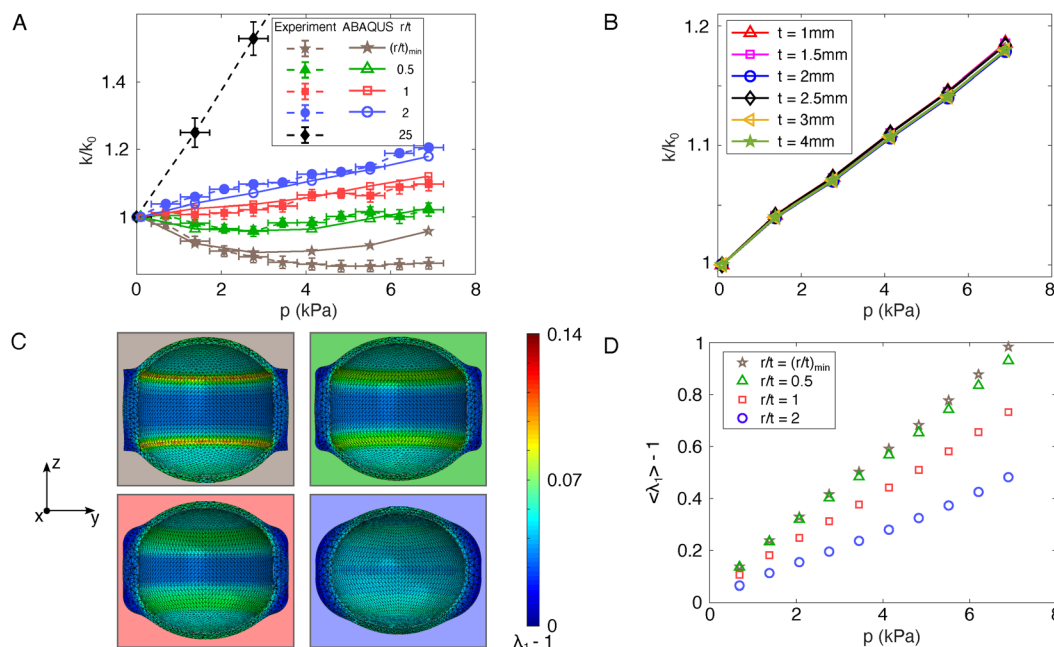 A
Experiment ABAQUS r/t
(r/t)min
0.5
1
2
25
1.4
1.2
1
k/k0
0 2 4 6 8
p (kPa)
B
t = 1mm
t = 1.5mm
t = 2mm
t = 2.5mm
t = 3mm
t = 4mm
1.2
1.1
1
k/k0
0 2 4 6 8
p (kPa)
C
z
x
y
0.14
0.07
0
λ1 - 1
D
r/t = (r/t)min
r/t = 0.5
r/t = 1
r/t = 2
1
0.8
0.6
0.4
0.2
0
<λ1> - 1
0 2 4 6 8
p (kPa)